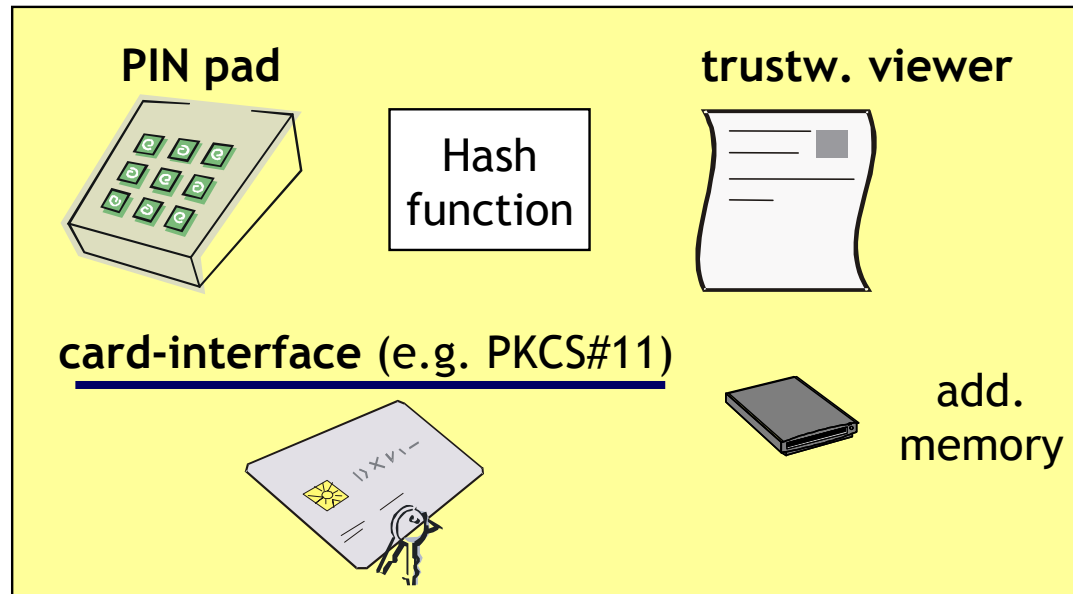 PIN pad
trustw. viewer
Hash
function
card-interface (e.g. PKCS#11)
add.
memory